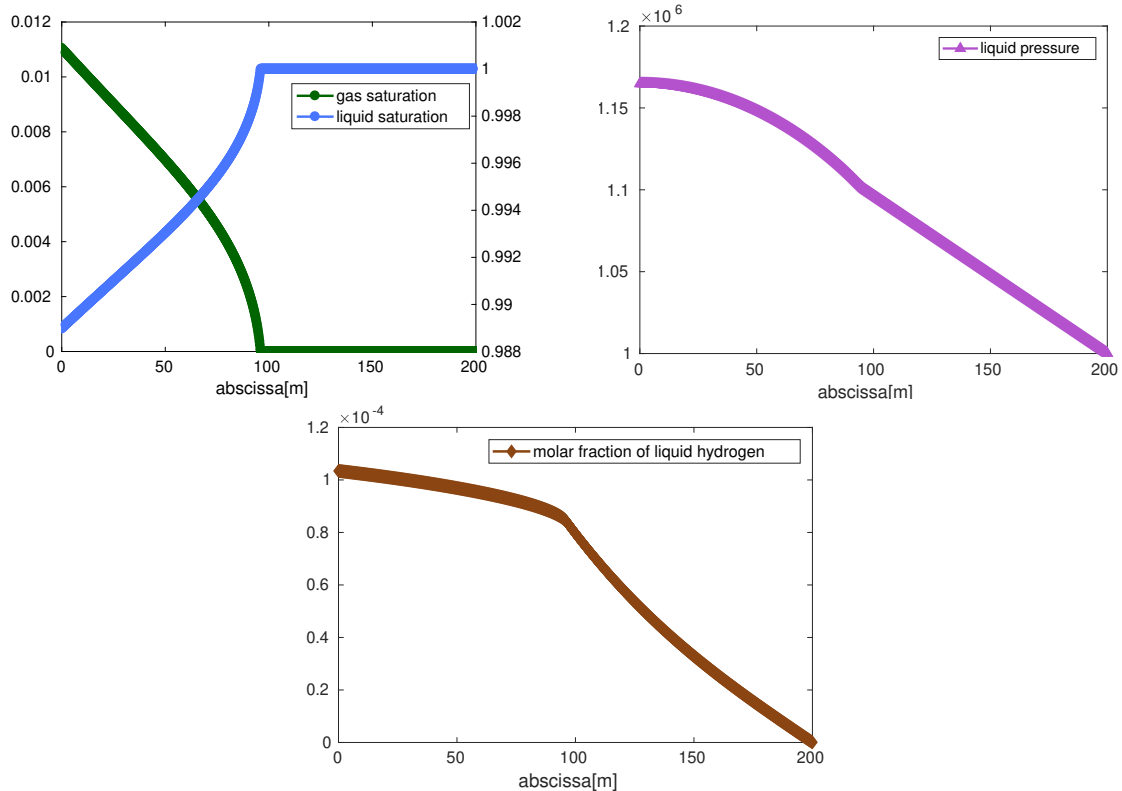 0.012
0.01
0.008
0.006
0.004
0.002
0
1.002
1
0.998
0.996
0.994
0.992
0.99
0.988
gas saturation
liquid saturation
0 50 100 150 200
abscissa[m]
×10^6
1.2
1.15
1.1
1.05
1
liquid pressure
0 50 100 150 200
abscissa[m]
×10^-4
1.2
1
0.8
0.6
0.4
0.2
0
molar fraction of liquid hydrogen
0 50 100 150 200
abscissa[m]